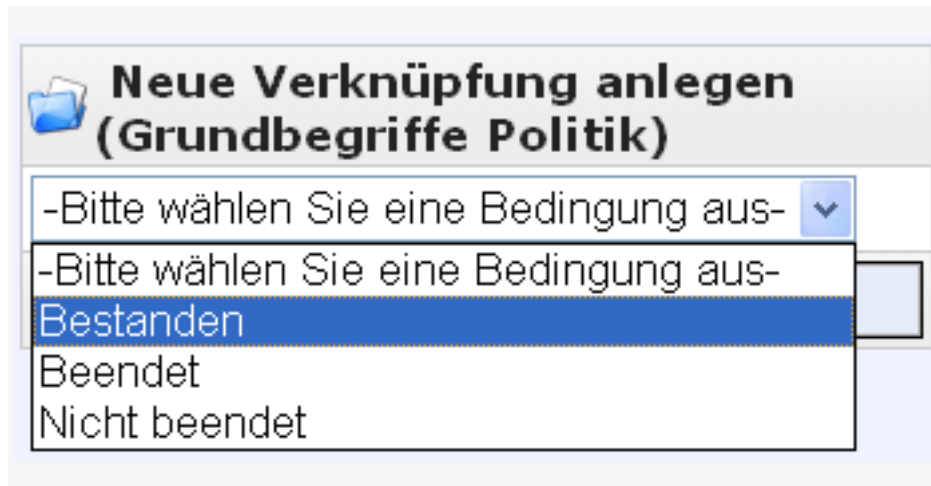 Neue Verknüpfung anlegen
(Grundbegriffe Politik)
-Bitte wählen Sie eine Bedingung aus-
-Bitte wählen Sie eine Bedingung aus-
Bestanden
Beendet
Nicht beendet